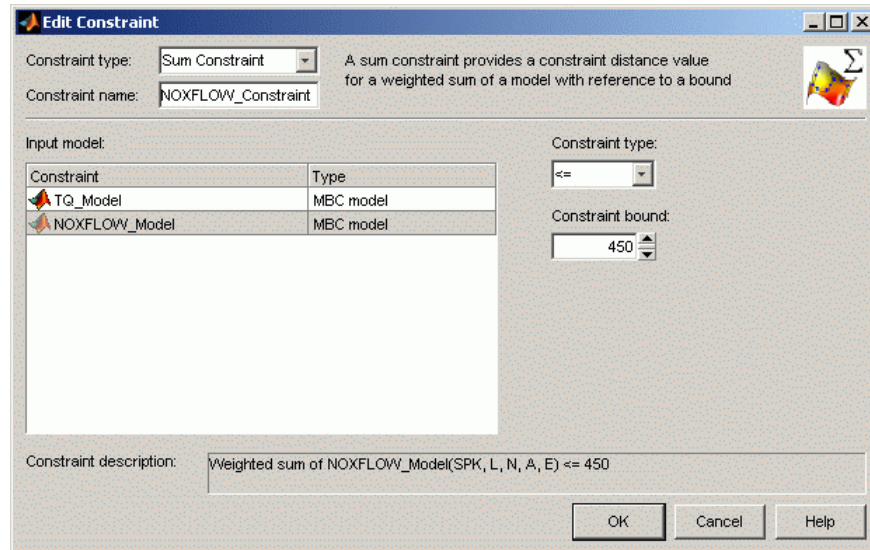 Edit Constraint
Constraint type: Sum Constraint A sum constraint provides a constraint distance value
for a weighted sum of a model with reference to a bound
Constraint name: NOXFLOW_Constraint
Σ
Input model: Constraint type:
Constraint Type <=
TQ_Model MBC model
NOXFLOW_Model MBC model Constraint bound:
450
Constraint description: Weighted sum of NOXFLOW_Model(SPK, L, N, A, E) <= 450
OK Cancel Help